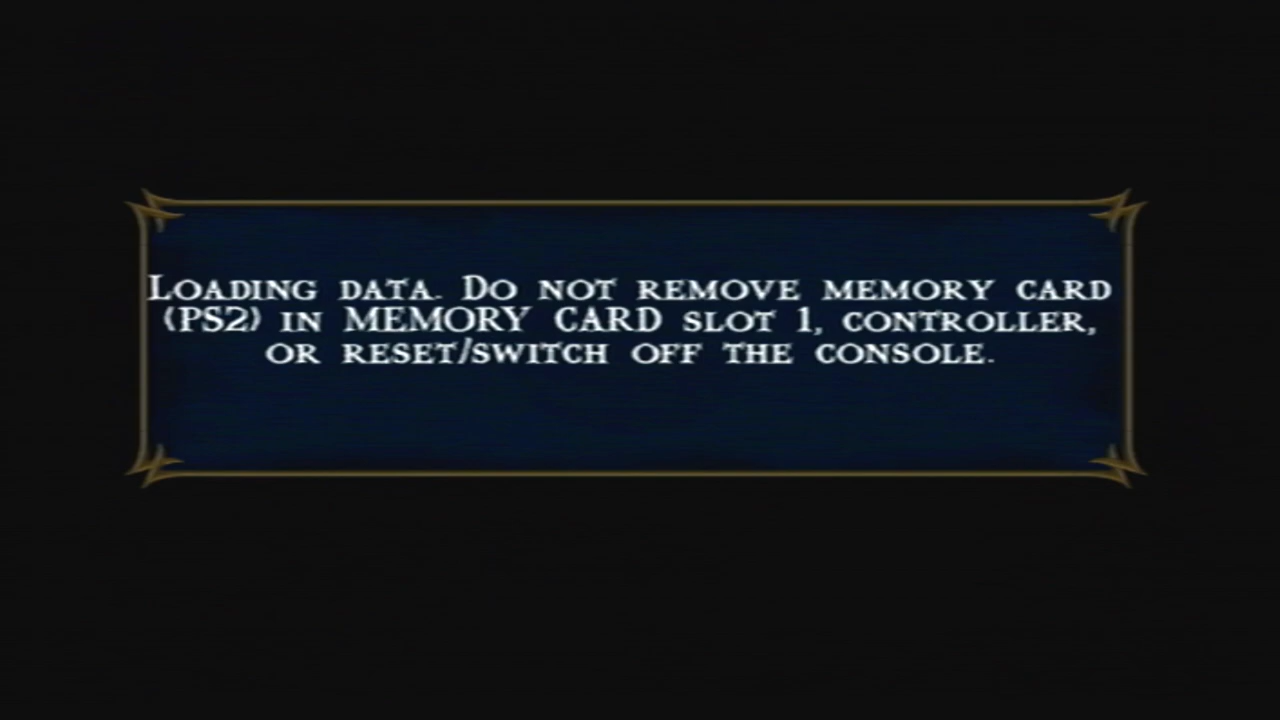 Loading data. Do not remove memory card
(PS2) in MEMORY CARD slot 1, controller,
or reset/switch off the console.